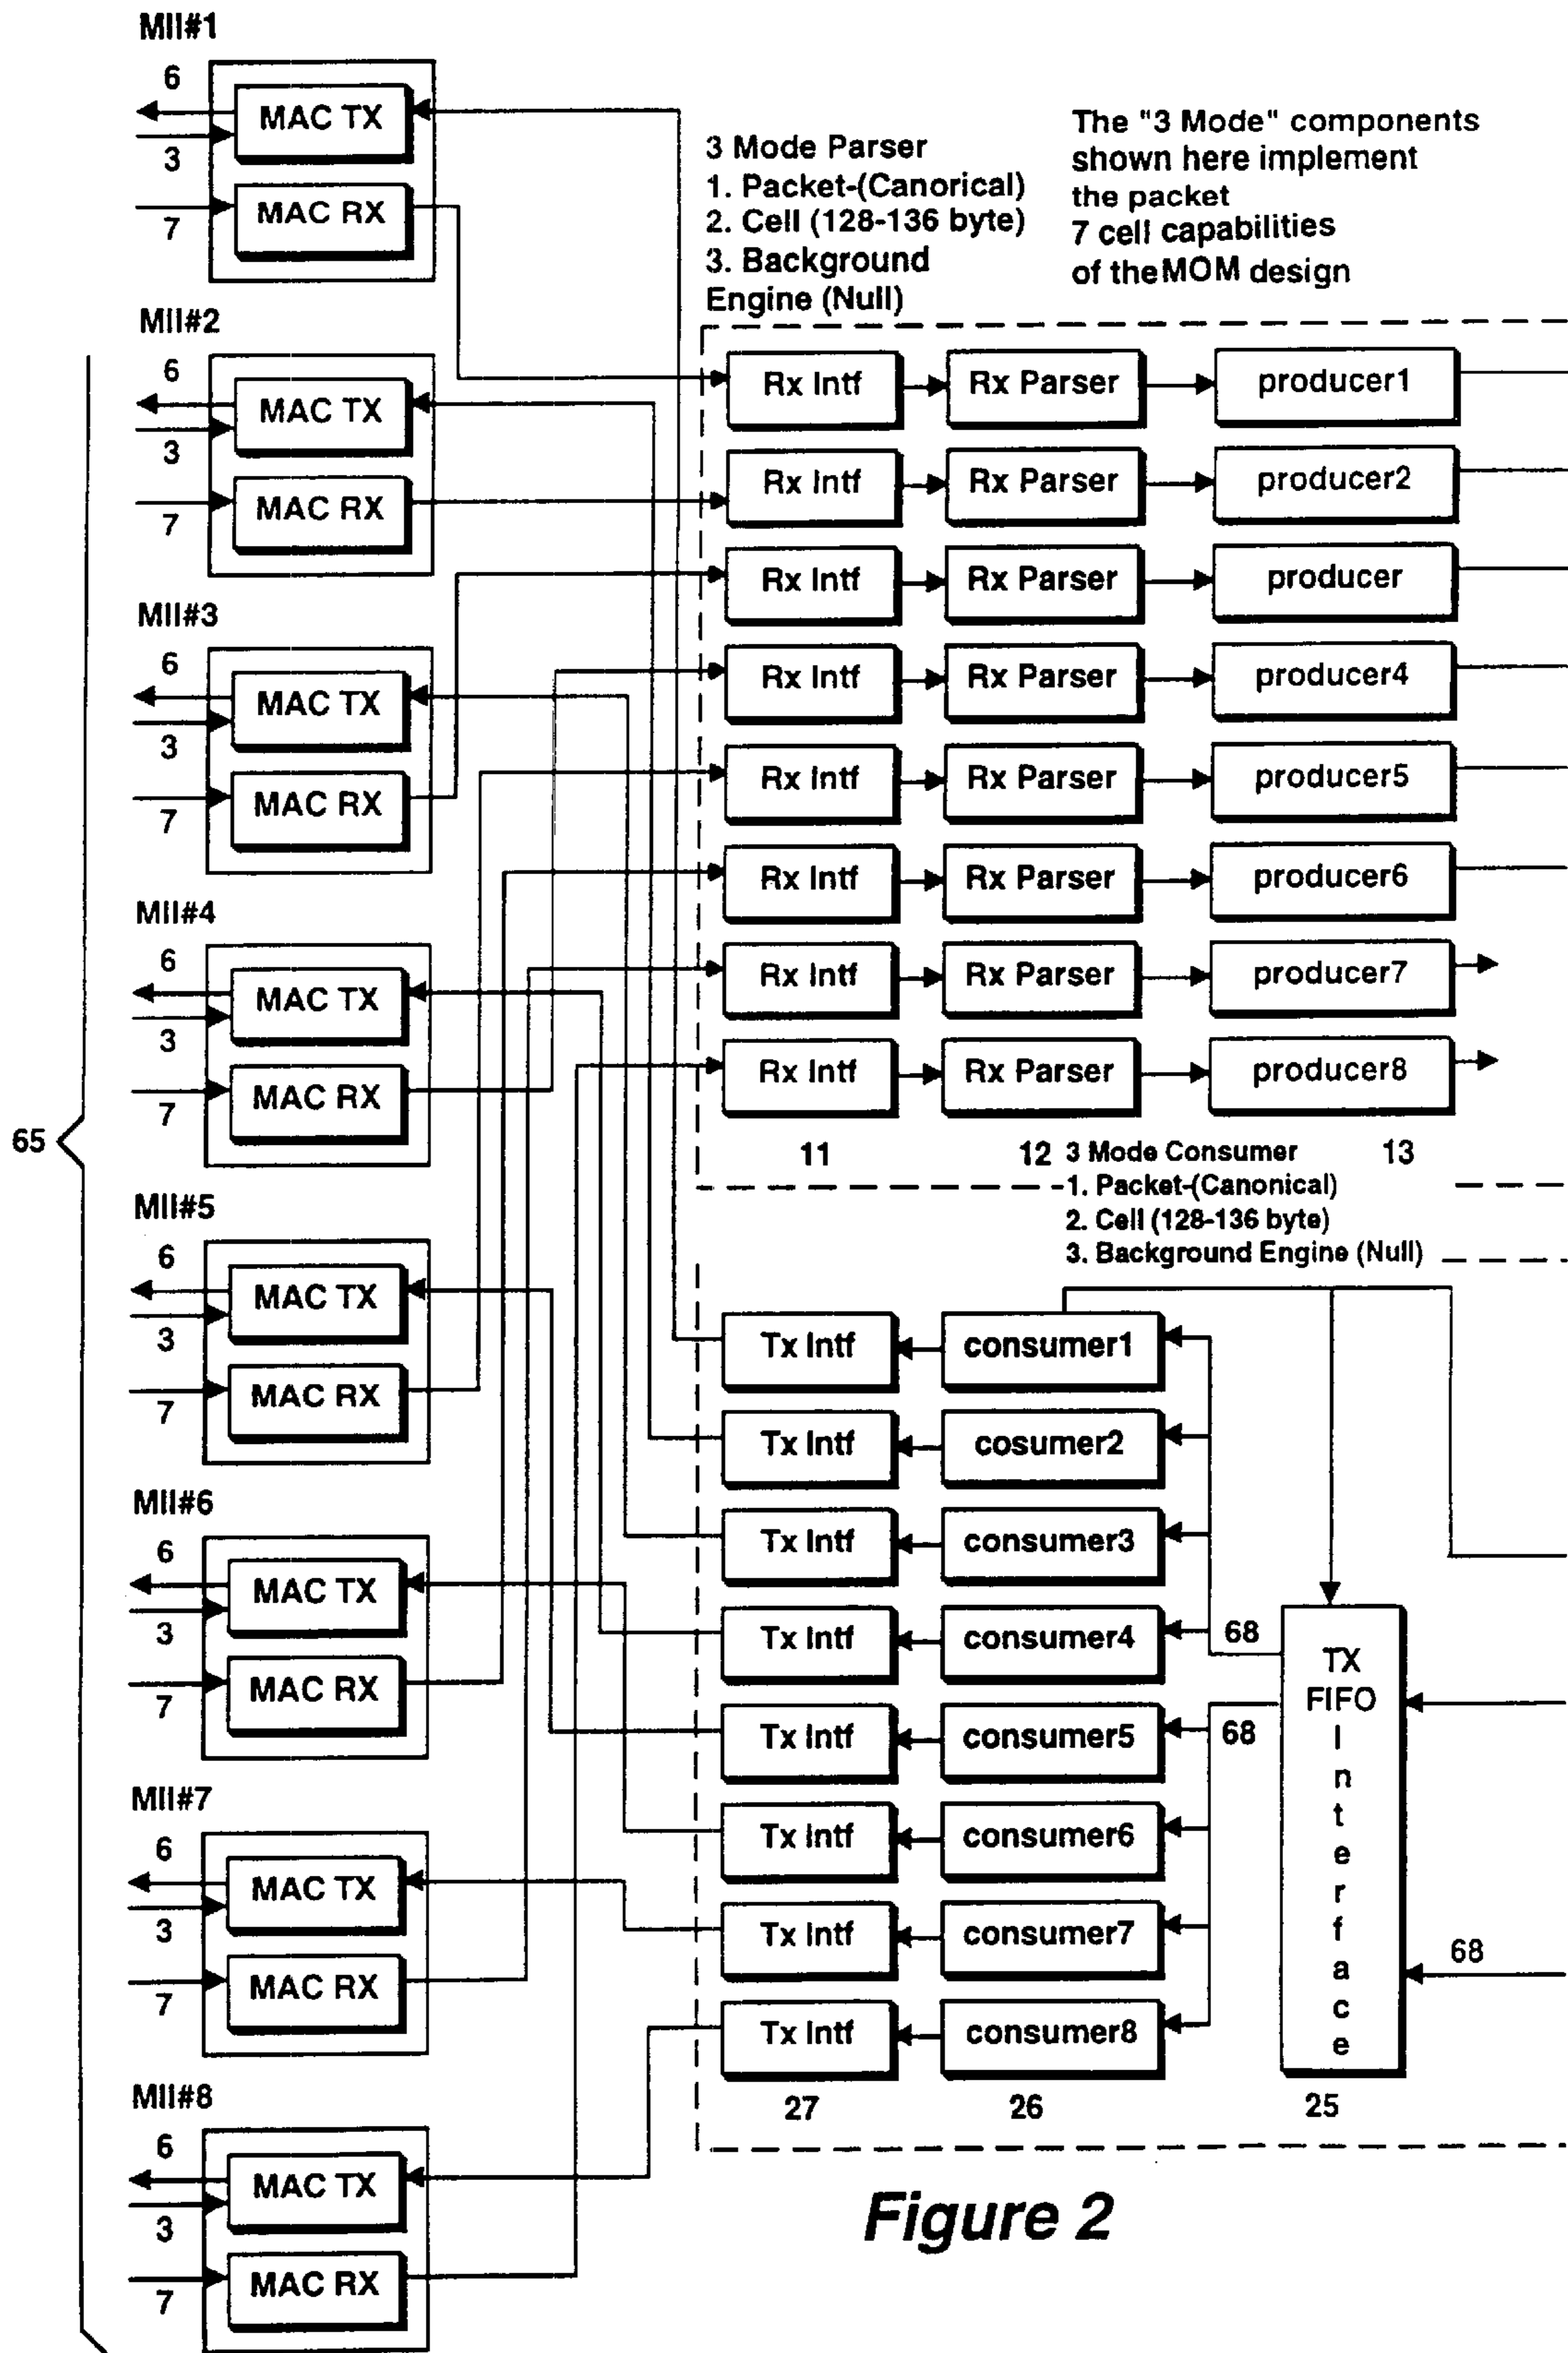 MII#1
6
MAC TX
3
MAC RX
7
3 Mode Parser
1. Packet-(Canorical)
2. Cell (128-136 byte)
3. Background
Engine (Null)
The "3 Mode" components
shown here implement
the packet
7 cell capabilities
of the MOM design
MII#2
6
MAC TX
3
MAC RX
7
MII#3
6
MAC TX
3
MAC RX
7
MII#4
6
MAC TX
3
MAC RX
7
65
MII#5
6
MAC TX
3
MAC RX
7
MII#6
6
MAC TX
3
MAC RX
7
MII#7
6
MAC TX
3
MAC RX
7
MII#8
6
MAC TX
3
MAC RX
7
Rx Intf Rx Parser producer1
Rx Intf Rx Parser producer2
Rx Intf Rx Parser producer
Rx Intf Rx Parser producer4
Rx Intf Rx Parser producer5
Rx Intf Rx Parser producer6
Rx Intf Rx Parser producer7
Rx Intf Rx Parser producer8
11 12 13
3 Mode Consumer
1. Packet-(Canonical)
2. Cell (128-136 byte)
3. Background Engine (Null)
Tx Intf consumer1
Tx Intf cosumer2
Tx Intf consumer3
Tx Intf consumer4
68
Tx Intf consumer5
68
Tx Intf consumer6
Tx Intf consumer7
Tx Intf consumer8
TX
FIFO
I
n
t
e
r
f
a
c
e
68
27 26 25
Figure 2